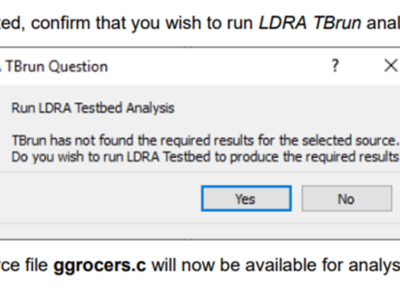 ted, confirm that you wish to run LDRA TBrun anal
TBrun Question ? ×
Run LDRA Testbed Analysis
TBrun has not found the required results for the selected source.
Do you wish to run LDRA Testbed to produce the required results
Yes No
rce file ggrocers.c will now be available for analys